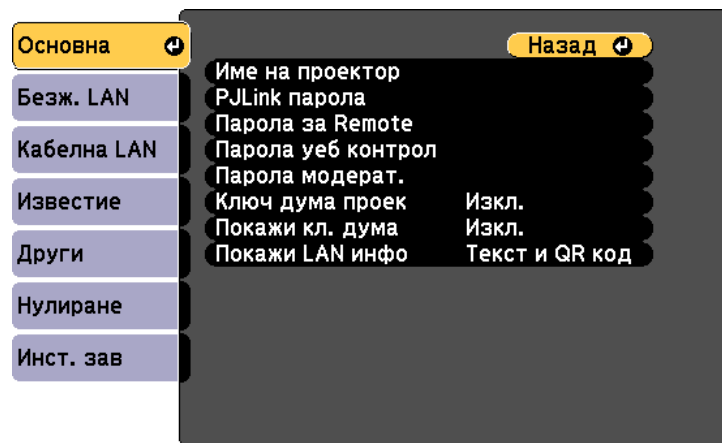 Основна
Безж. LAN
Кабелна LAN
Известие
Други
Нулиране
Инст. зав
Назад
Име на проектор
PJLink парола
Парола за Remote
Парола уеб контрол
Парола модерат.
Ключ дума проек Изкл.
Покажи кл. дума Изкл.
Покажи LAN инфо Текст и QR код